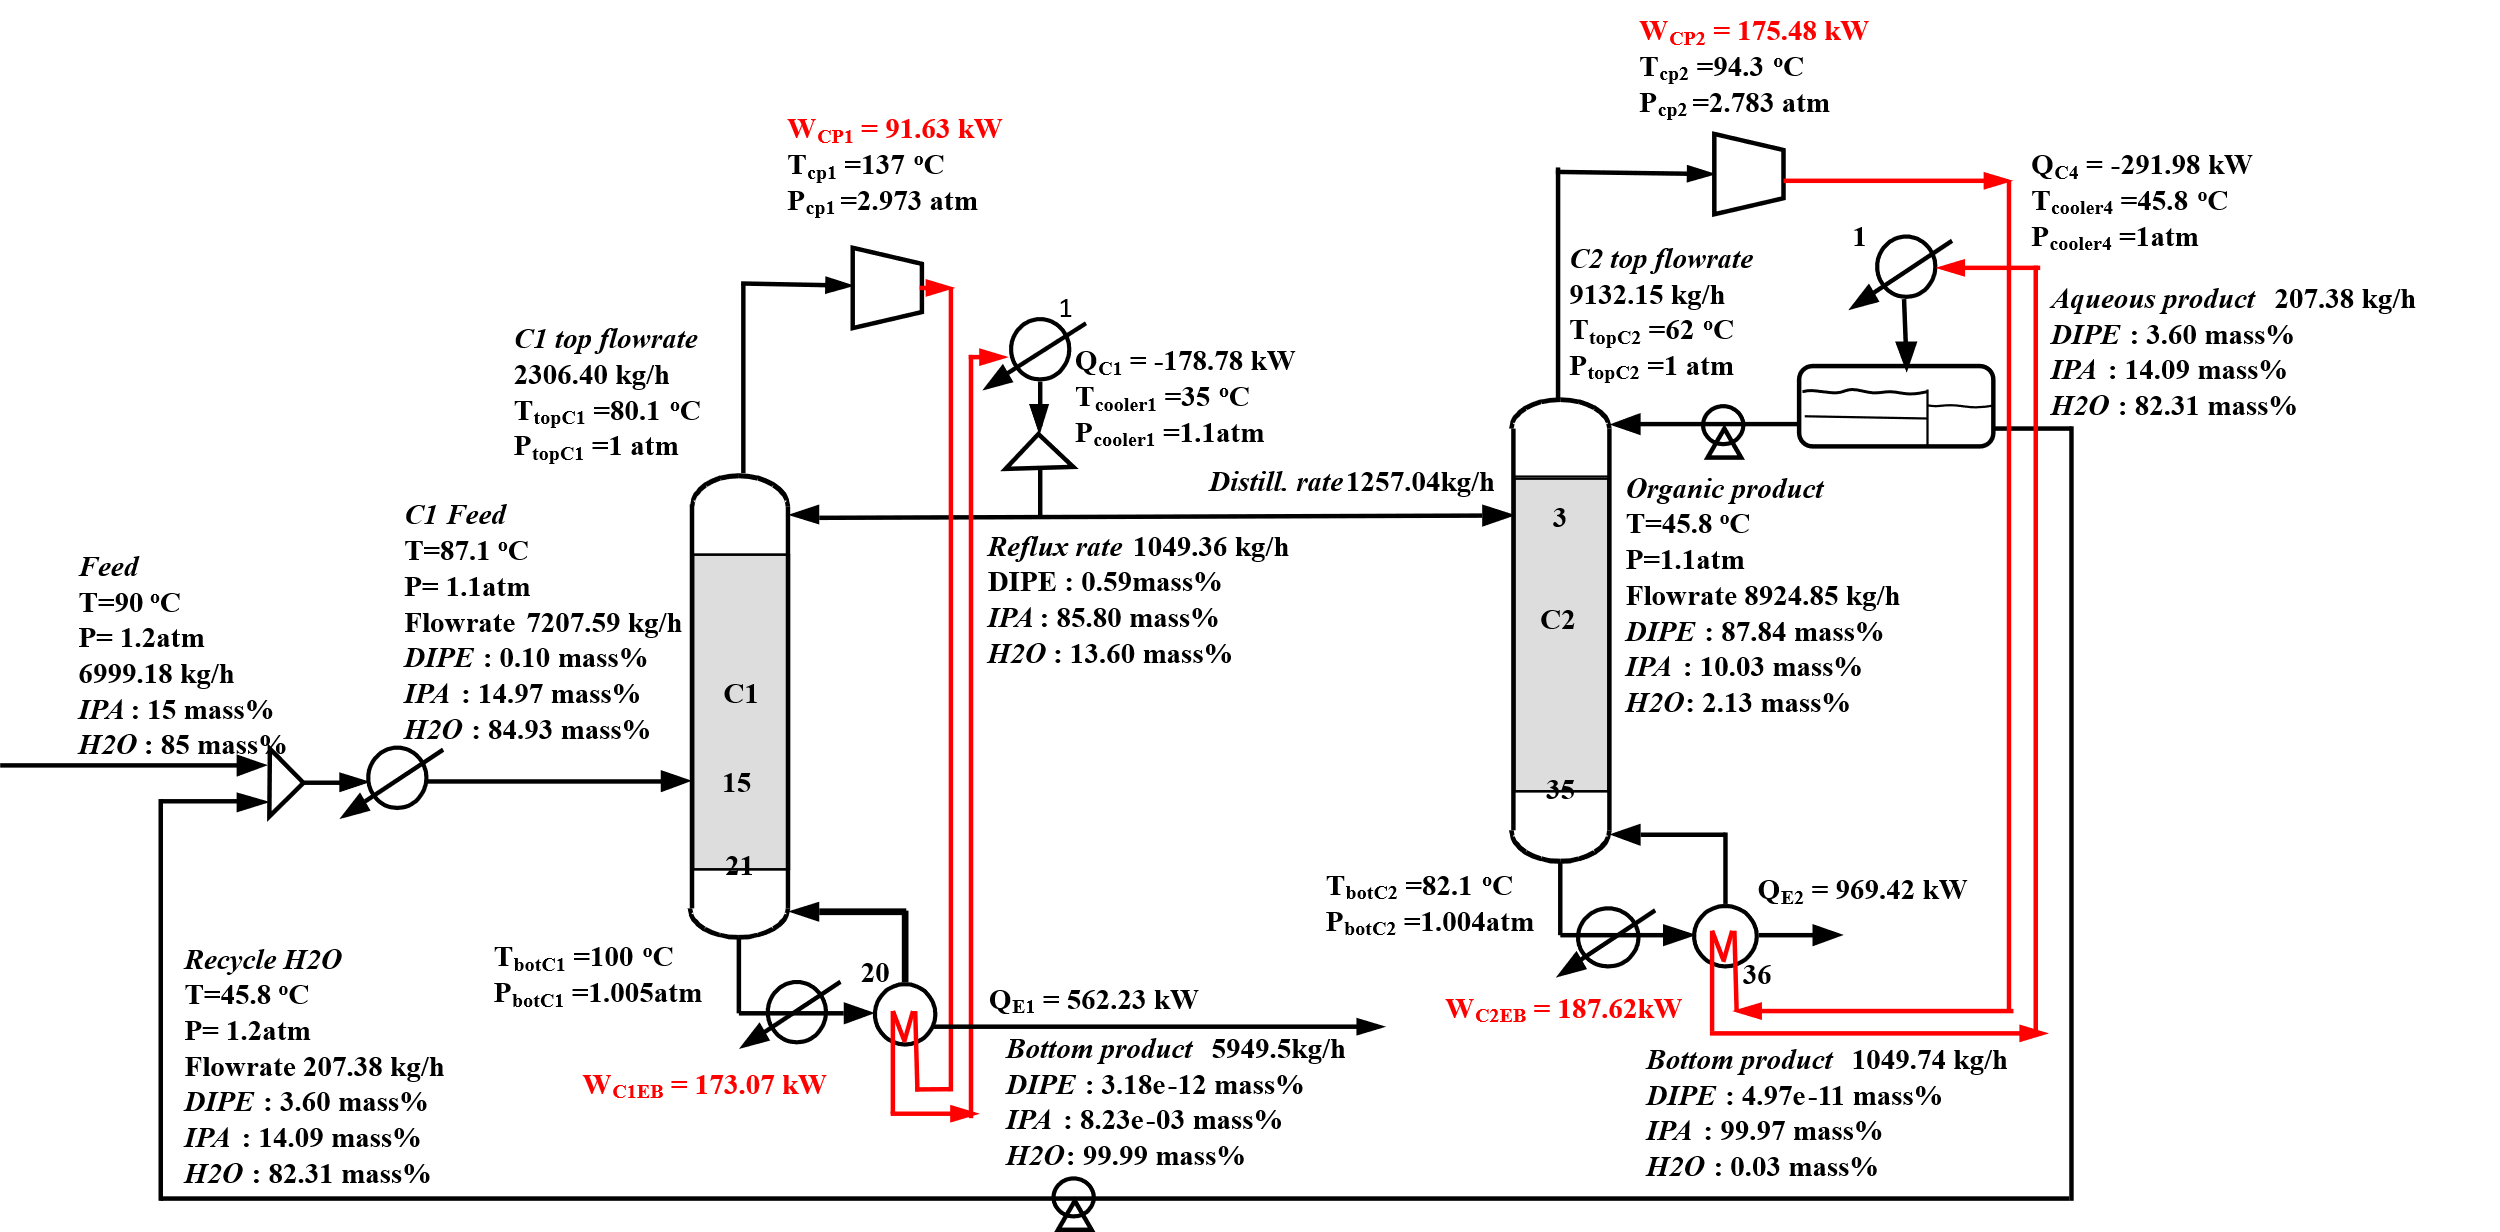 W_CP2 = 175.48 kW
T_cp2 =94.3 °C
P_cp2 =2.783 atm
W_CP1 = 91.63 kW
T_cp1 =137 °C
P_cp1 =2.973 atm
Q_C4 = -291.98 kW
T_cooler4 =45.8 °C
P_cooler4 =1atm
1
C2 top flowrate
9132.15 kg/h
T_topC2 =62 °C
P_topC2 =1 atm
Aqueous product 207.38 kg/h
DIPE : 3.60 mass%
IPA : 14.09 mass%
H2O : 82.31 mass%
1
C1 top flowrate
2306.40 kg/h
T_topC1 =80.1 °C
P_topC1 =1 atm
Q_C1 = -178.78 kW
T_cooler1 =35 °C
P_cooler1 =1.1atm
Distill. rate 1257.04kg/h
C1 Feed
T=87.1 °C
P= 1.1atm
Flowrate 7207.59 kg/h
DIPE : 0.10 mass%
IPA : 14.97 mass%
H2O : 84.93 mass%
Feed
T=90 °C
P= 1.2atm
6999.18 kg/h
IPA : 15 mass%
H2O : 85 mass%
Reflux rate 1049.36 kg/h
DIPE : 0.59mass%
IPA : 85.80 mass%
H2O : 13.60 mass%
Organic product
T=45.8 °C
P=1.1atm
Flowrate 8924.85 kg/h
DIPE : 87.84 mass%
IPA : 10.03 mass%
H2O: 2.13 mass%
3
C2
35
C1
15
21
T_botC2 =82.1 °C
P_botC2 =1.004atm
Q_E2 = 969.42 kW
36
W_C2EB = 187.62kW
Recycle H2O
T=45.8 °C
P= 1.2atm
Flowrate 207.38 kg/h
DIPE : 3.60 mass%
IPA : 14.09 mass%
H2O : 82.31 mass%
T_botC1 =100 °C
P_botC1 =1.005atm
20
Q_E1 = 562.23 kW
W_C1EB = 173.07 kW
Bottom product 5949.5kg/h
DIPE : 3.18e-12 mass%
IPA : 8.23e-03 mass%
H2O: 99.99 mass%
Bottom product 1049.74 kg/h
DIPE : 4.97e-11 mass%
IPA : 99.97 mass%
H2O : 0.03 mass%